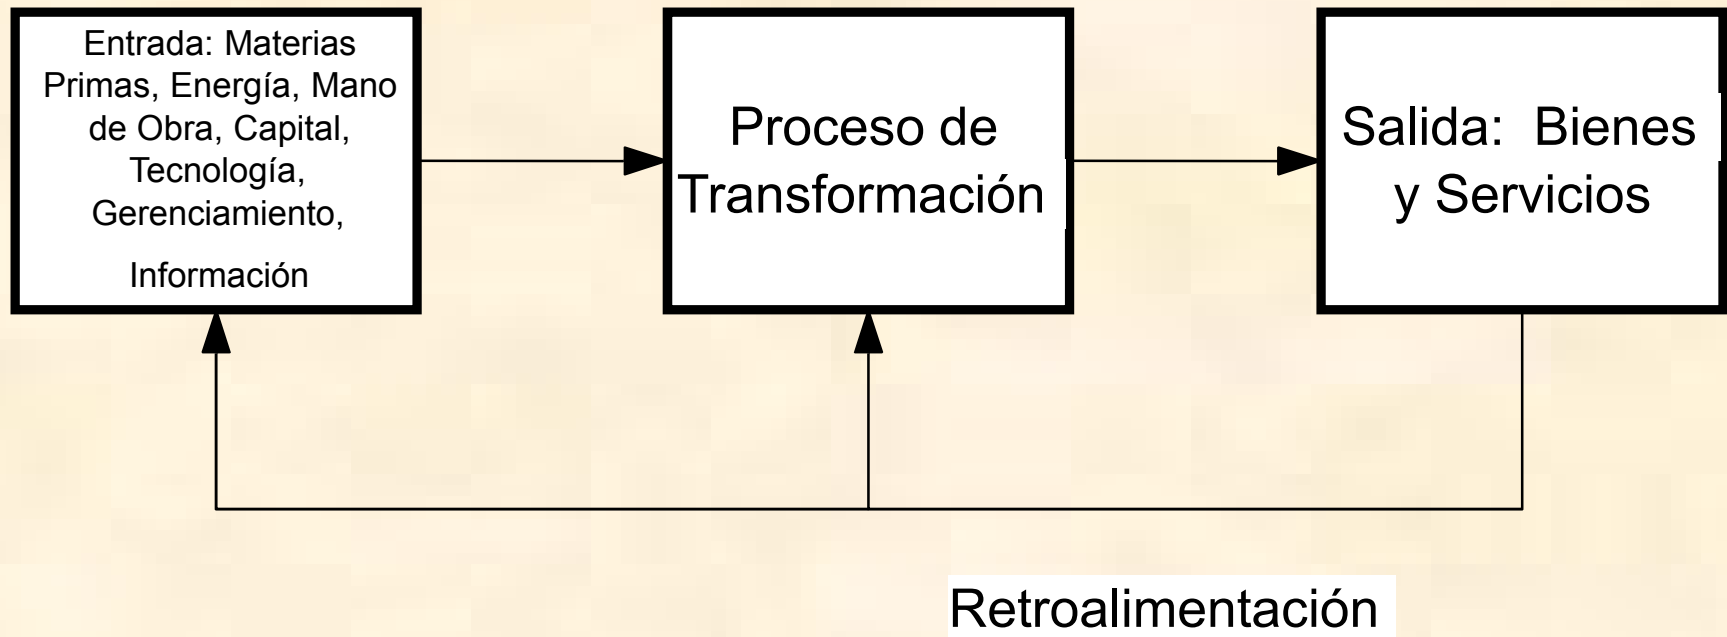 Entrada: Materias
Primas, Energía, Mano
de Obra, Capital,
Tecnología,
Gerenciamiento,
Información
Proceso de
Transformación
Salida: Bienes
y Servicios
Retroalimentación